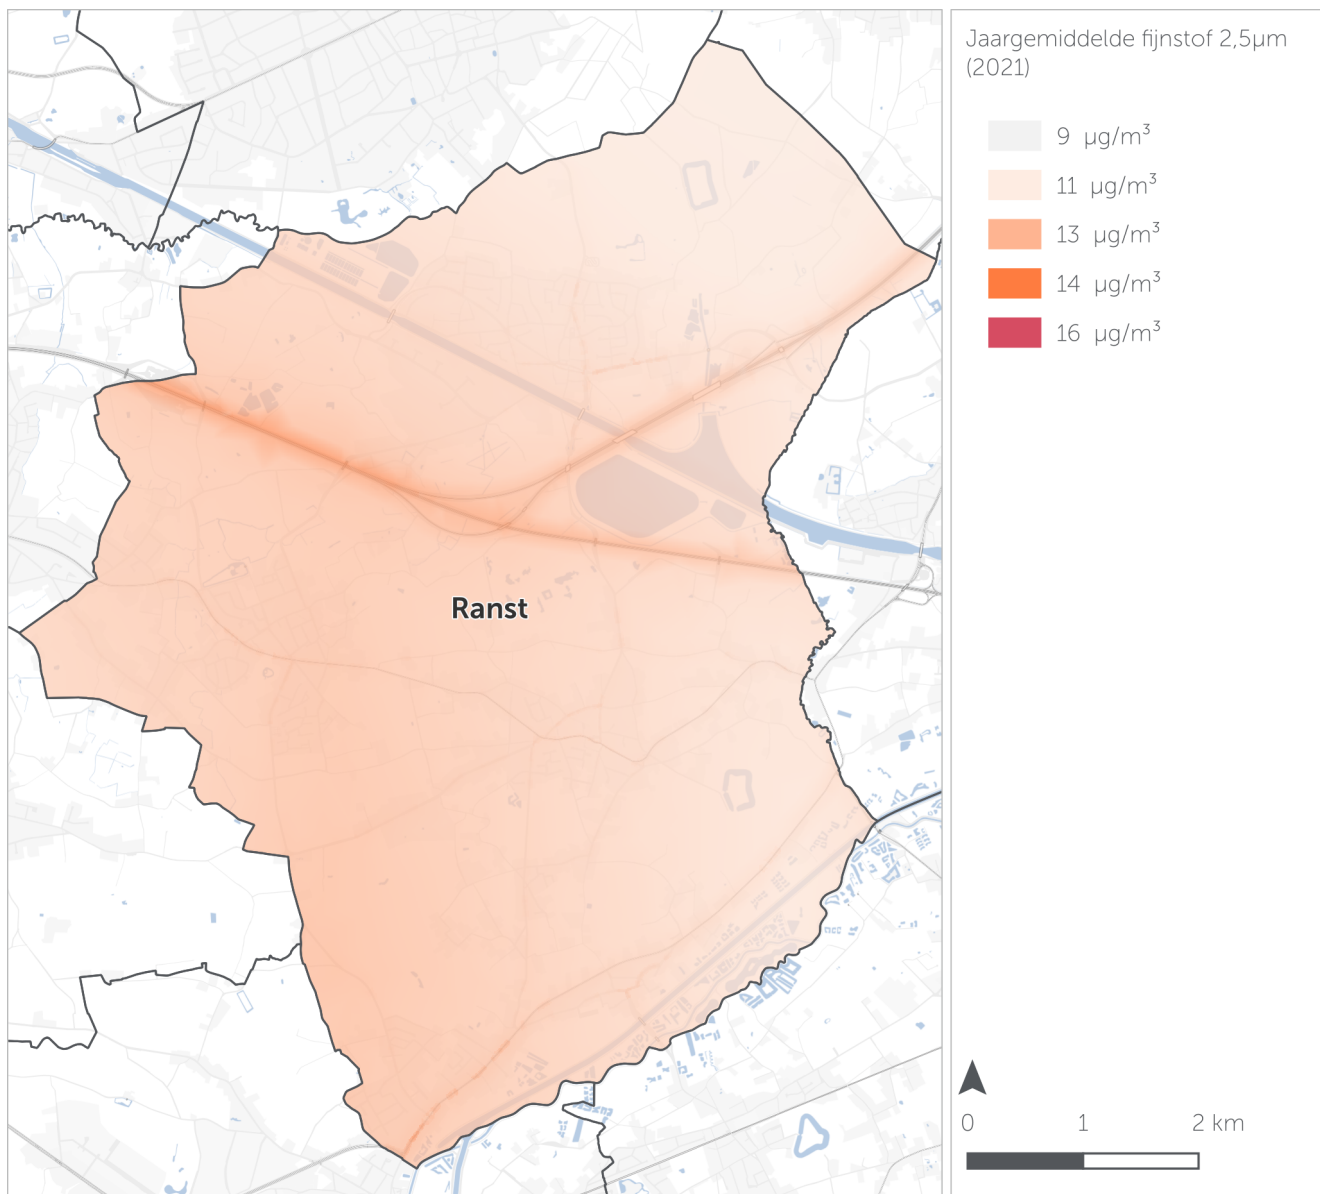 Jaargemiddelde fijnstof 2,5µm
(2021)
9 µg/m³
11 µg/m³
13 µg/m³
14 µg/m³
16 µg/m³
Ranst
0 1 2 km